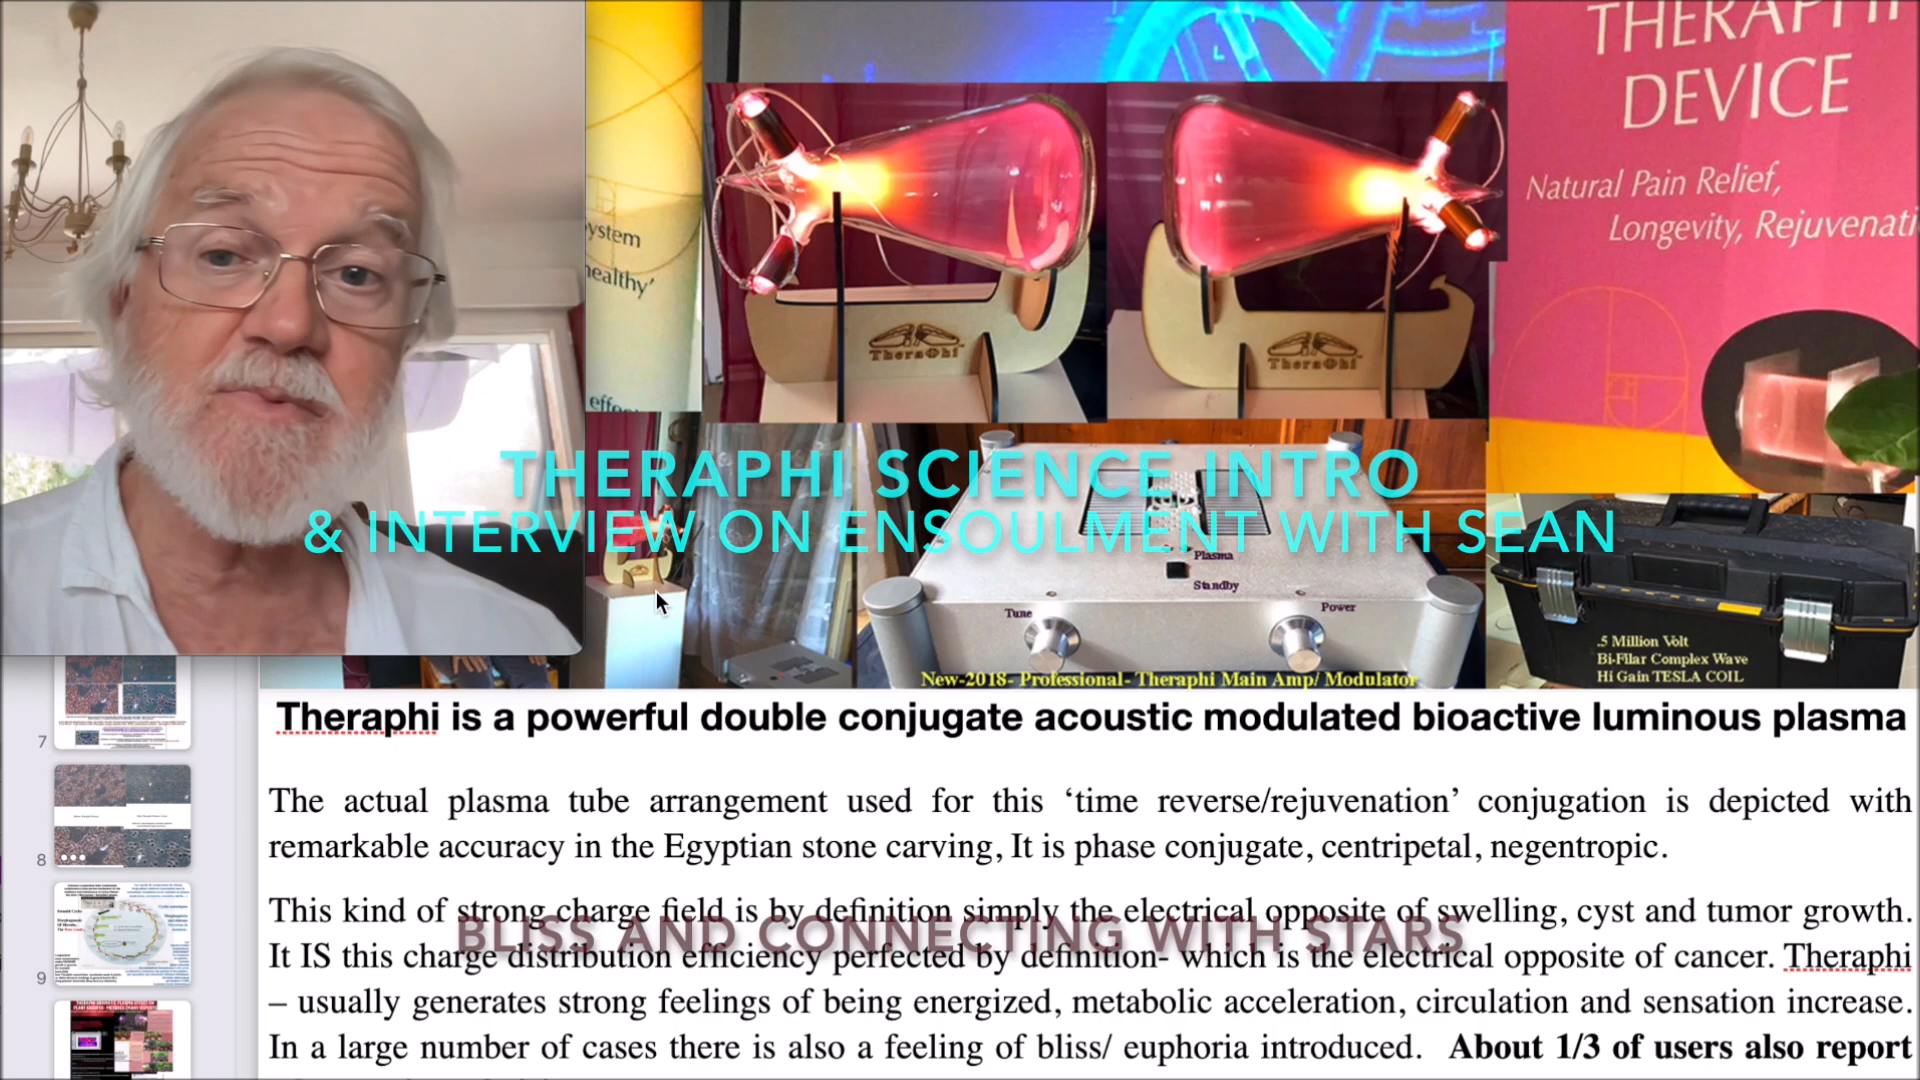 THERAPHI
DEVICE
Natural Pain Relief,
Longevity, Rejuvenati
ystem
healthy'
effe
TheraPhi
TheraPhi
THERAPHI SCIENCE INTRO
& INTERVIEW ON ENSOULMENT WITH SEAN
Plasma
Standby
Tune
Power
New-2018- Professional- Theraphi Main Amp/ Modulator
.5 Million Volt
Bi-Filar Complex Wave
Hi Gain TESLA COIL
7
8
9
Theraphi is a powerful double conjugate acoustic modulated bioactive luminous plasma
The actual plasma tube arrangement used for this ‘time reverse/rejuvenation’ conjugation is depicted with
remarkable accuracy in the Egyptian stone carving, It is phase conjugate, centripetal, negentropic.
This kind of strong charge field is by definition simply the electrical opposite of swelling, cyst and tumor growth.
BLISS AND CONNECTING WITH STARS
It IS this charge distribution efficiency perfected by definition- which is the electrical opposite of cancer. Theraphi
– usually generates strong feelings of being energized, metabolic acceleration, circulation and sensation increase.
In a large number of cases there is also a feeling of bliss/ euphoria introduced. About 1/3 of users also report